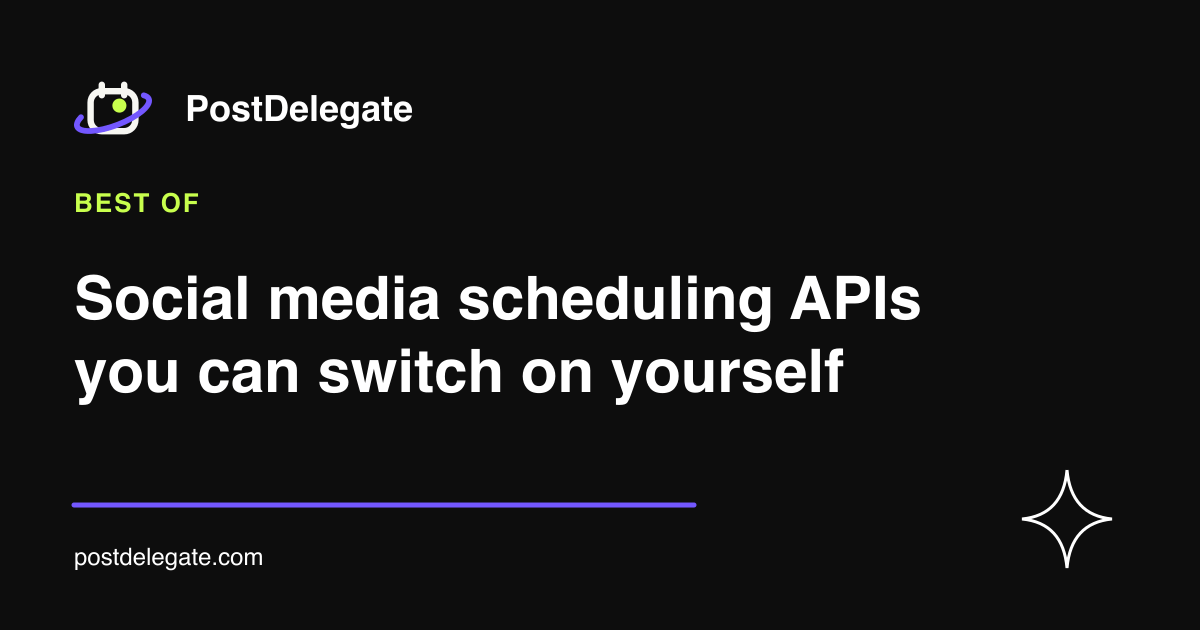 PostDelegate
BEST OF
Social media scheduling APIs
you can switch on yourself
postdelegate.com